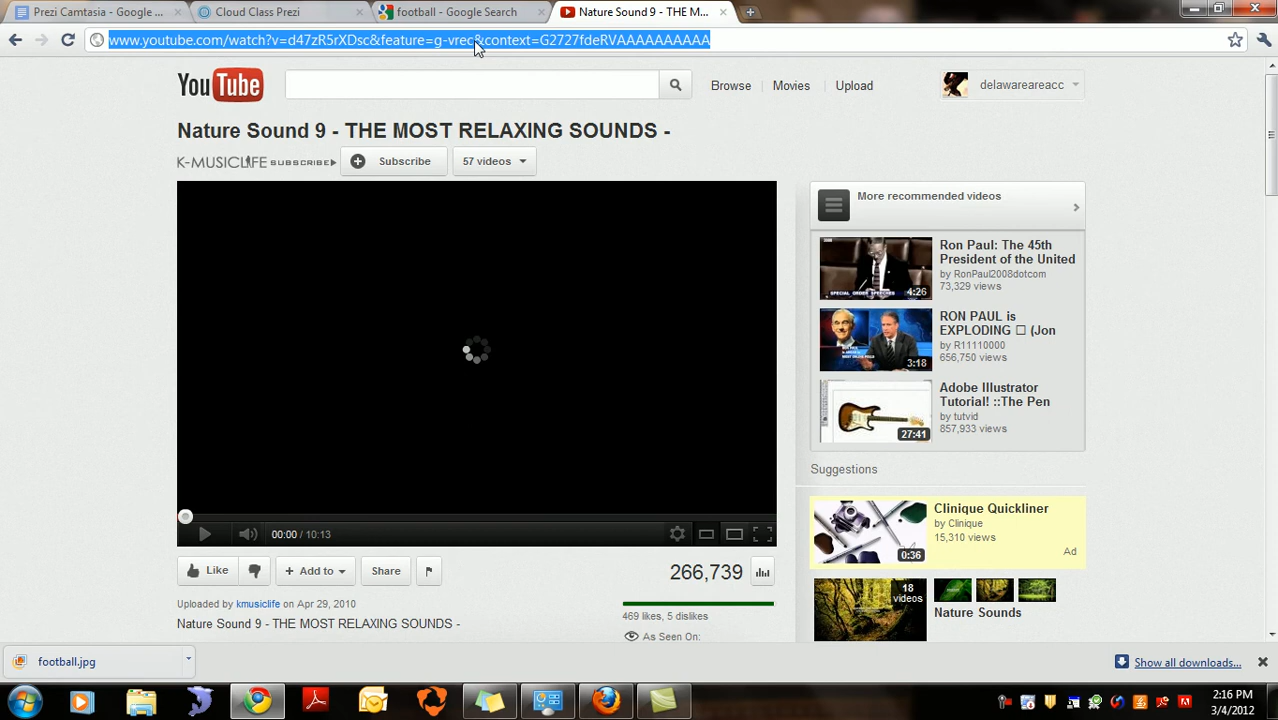 Prezi Camtasia - Google ...
Cloud Class Prezi
football - Google Search
Nature Sound 9 - THE M...
www.youtube.com/watch?v=d47zR5rXDsc&feature=g-vrec&context=G2727fdeRVAAAAAAAAAA
YouTube
Browse
Movies
Upload
delawareareacc
Nature Sound 9 - THE MOST RELAXING SOUNDS -
K-MUSICLIFE SUBSCRIBE
Subscribe
57 videos
More recommended videos
Ron Paul: The 45th
President of the United
by RonPaul2008dotcom
73,329 views
SPECIAL ORDER SPEECHES
4:26
RON PAUL is
EXPLODING □ (Jon
by R11110000
656,750 views
3:18
Adobe Illustrator
Tutorial! ::The Pen
by tutvid
857,933 views
27:41
Suggestions
Clinique Quickliner
by Clinique
15,310 views
Ad
0:36
18
videos
Nature Sounds
00:00 / 10:13
Like
Add to
Share
266,739
Uploaded by kmusiclife on Apr 29, 2010
469 likes, 5 dislikes
Nature Sound 9 - THE MOST RELAXING SOUNDS -
As Seen On:
football.jpg
Show all downloads...
2:16 PM
3/4/2012